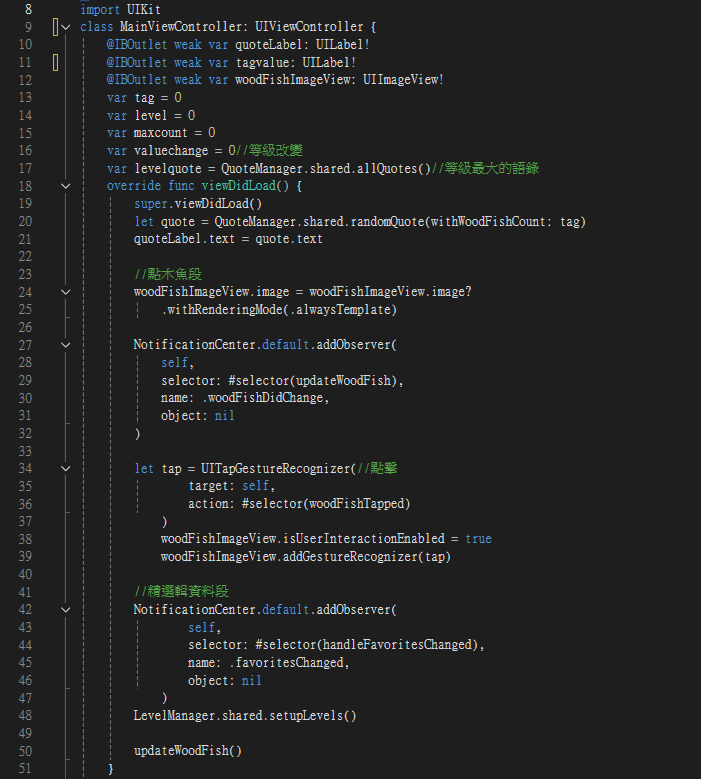 8 import UIKit
9 class MainViewController: UIViewController {
10 @IBOutlet weak var quoteLabel: UILabel!
11 @IBOutlet weak var tagvalue: UILabel!
12 @IBOutlet weak var woodFishImageView: UIImageView!
13 var tag = 0
14 var level = 0
15 var maxcount = 0
16 var valuechange = 0//等級改變
17 var levelquote = QuoteManager.shared.allQuotes()//等級最大的語錄
18 override func viewDidLoad() {
19 super.viewDidLoad()
20 let quote = QuoteManager.shared.randomQuote(withWoodFishCount: tag)
21 quoteLabel.text = quote.text
22
23 //點木魚段
24 woodFishImageView.image = woodFishImageView.image?
25 .withRenderingMode(.alwaysTemplate)
26
27 NotificationCenter.default.addObserver(
28 self,
29 selector: #selector(updateWoodFish),
30 name: .woodFishDidChange,
31 object: nil
32 )
33
34 let tap = UITapGestureRecognizer(//點擊
35 target: self,
36 action: #selector(woodFishTapped)
37 )
38 woodFishImageView.isUserInteractionEnabled = true
39 woodFishImageView.addGestureRecognizer(tap)
40
41 //精選輯資料段
42 NotificationCenter.default.addObserver(
43 self,
44 selector: #selector(handleFavoritesChanged),
45 name: .favoritesChanged,
46 object: nil
47 )
48 LevelManager.shared.setupLevels()
49
50 updateWoodFish()
51 }